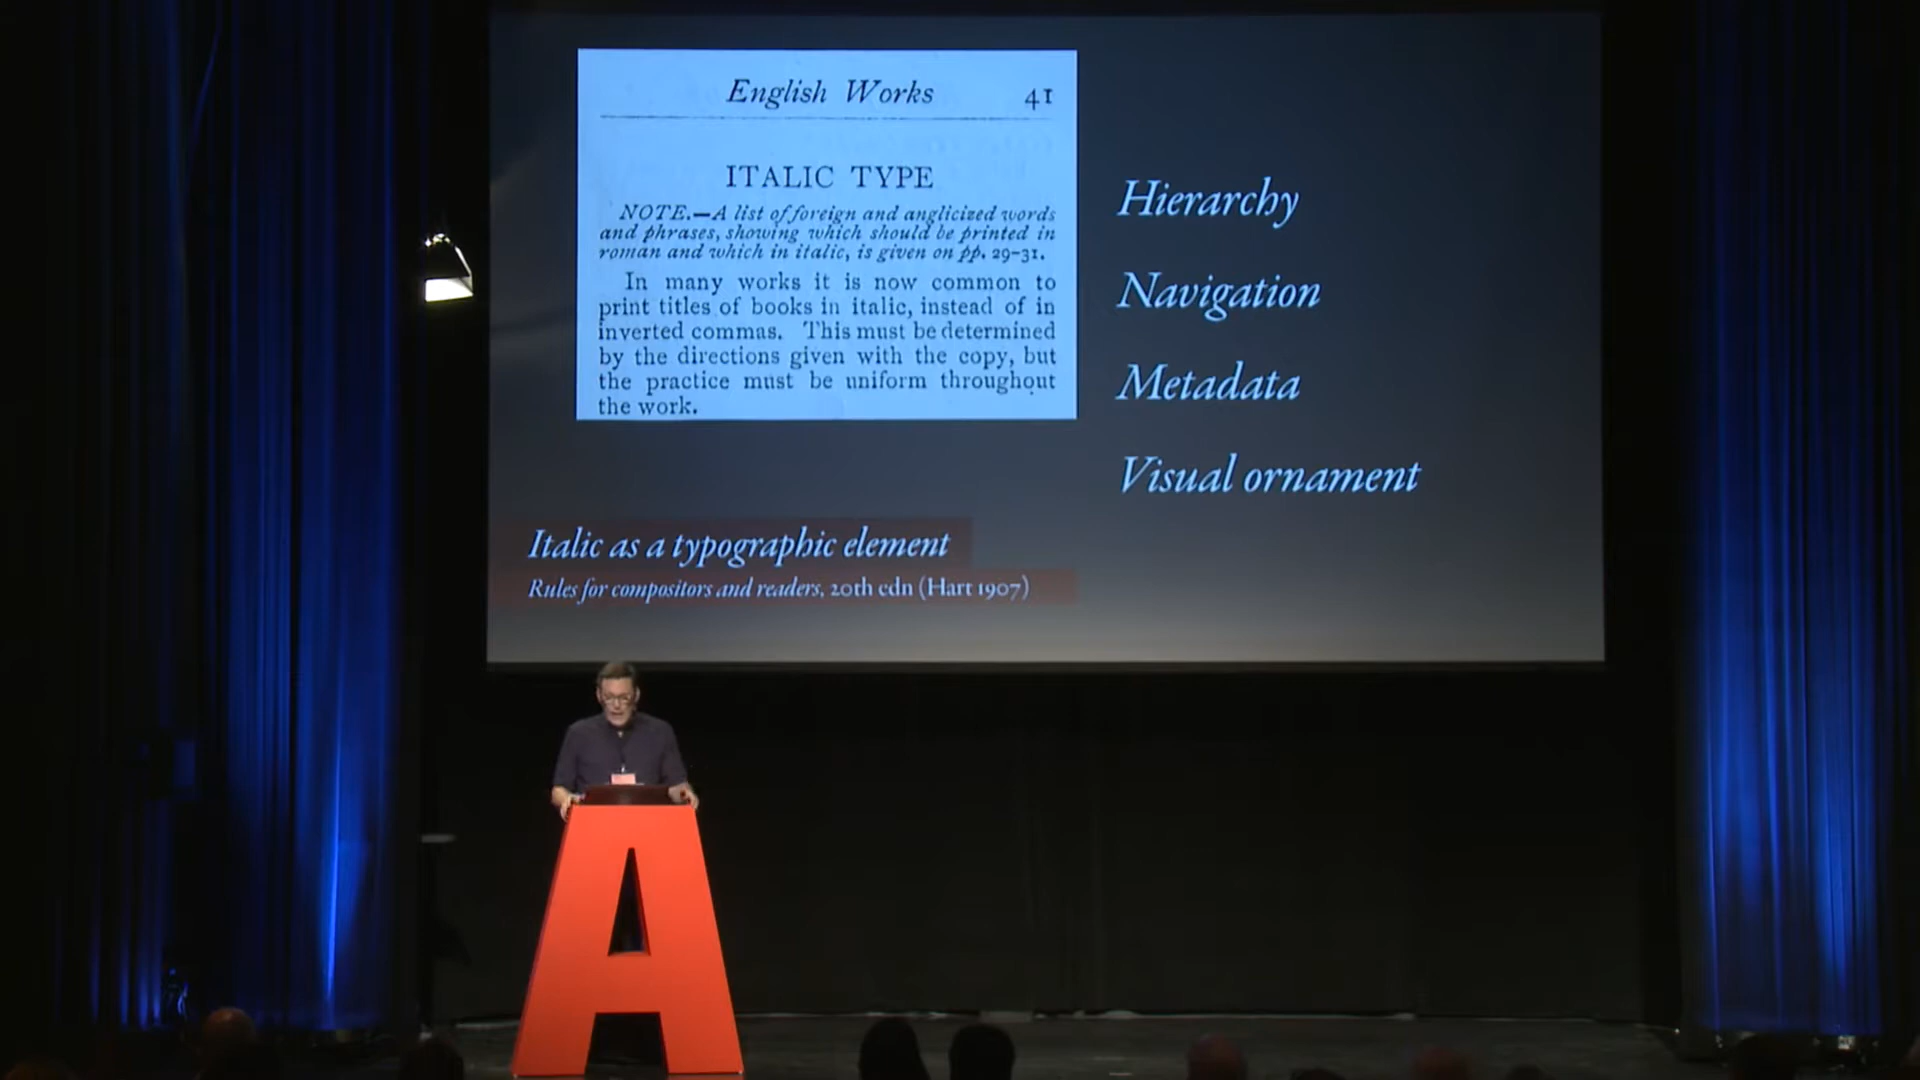 English Works 41
ITALIC TYPE
NOTE.—A list of foreign and anglicized words
and phrases, showing which should be printed in
roman and which in italic, is given on pp. 29–31.
In many works it is now common to
print titles of books in italic, instead of in
inverted commas. This must be determined
by the directions given with the copy, but
the practice must be uniform throughout
the work.
Hierarchy
Navigation
Metadata
Visual ornament
Italic as a typographic element
Rules for compositors and readers, 20th edn (Hart 1907)
A